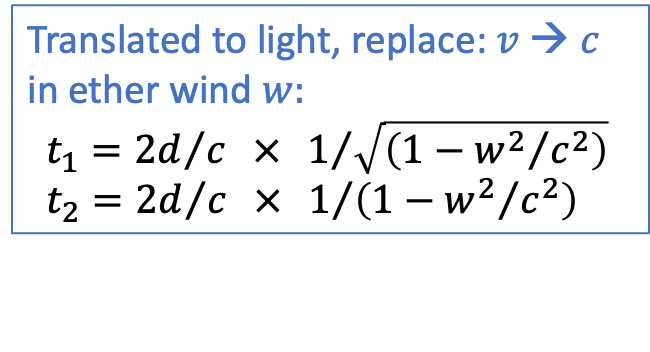 Translated to light, replace: 𝑣 → 𝑐
in ether wind 𝑤:
𝑡₁ = 2𝑑/𝑐 × 1/√(1 − 𝑤²/𝑐²)
𝑡₂ = 2𝑑/𝑐 × 1/(1 − 𝑤²/𝑐²)